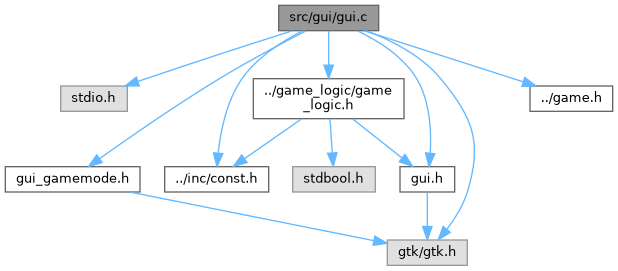 src/gui/gui.c
stdio.h
../game_logic/game
_logic.h
../game.h
gui_gamemode.h
../inc/const.h
stdbool.h
gui.h
gtk/gtk.h